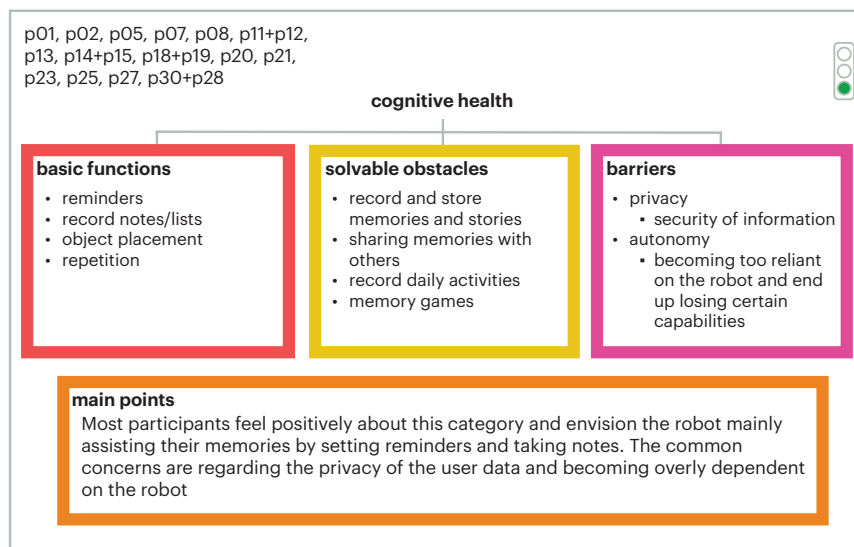 p01, p02, p05, p07, p08, p11+p12,
p13, p14+p15, p18+p19, p20, p21,
p23, p25, p27, p30+p28
cognitive health
basic functions
• reminders
• record notes/lists
• object placement
• repetition
solvable obstacles
• record and store
memories and stories
• sharing memories with
others
• record daily activities
• memory games
barriers
• privacy
▪ security of information
• autonomy
▪ becoming too reliant
on the robot and end
up losing certain
capabilities
main points
Most participants feel positively about this category and envision the robot mainly
assisting their memories by setting reminders and taking notes. The common
concerns are regarding the privacy of the user data and becoming overly dependent
on the robot